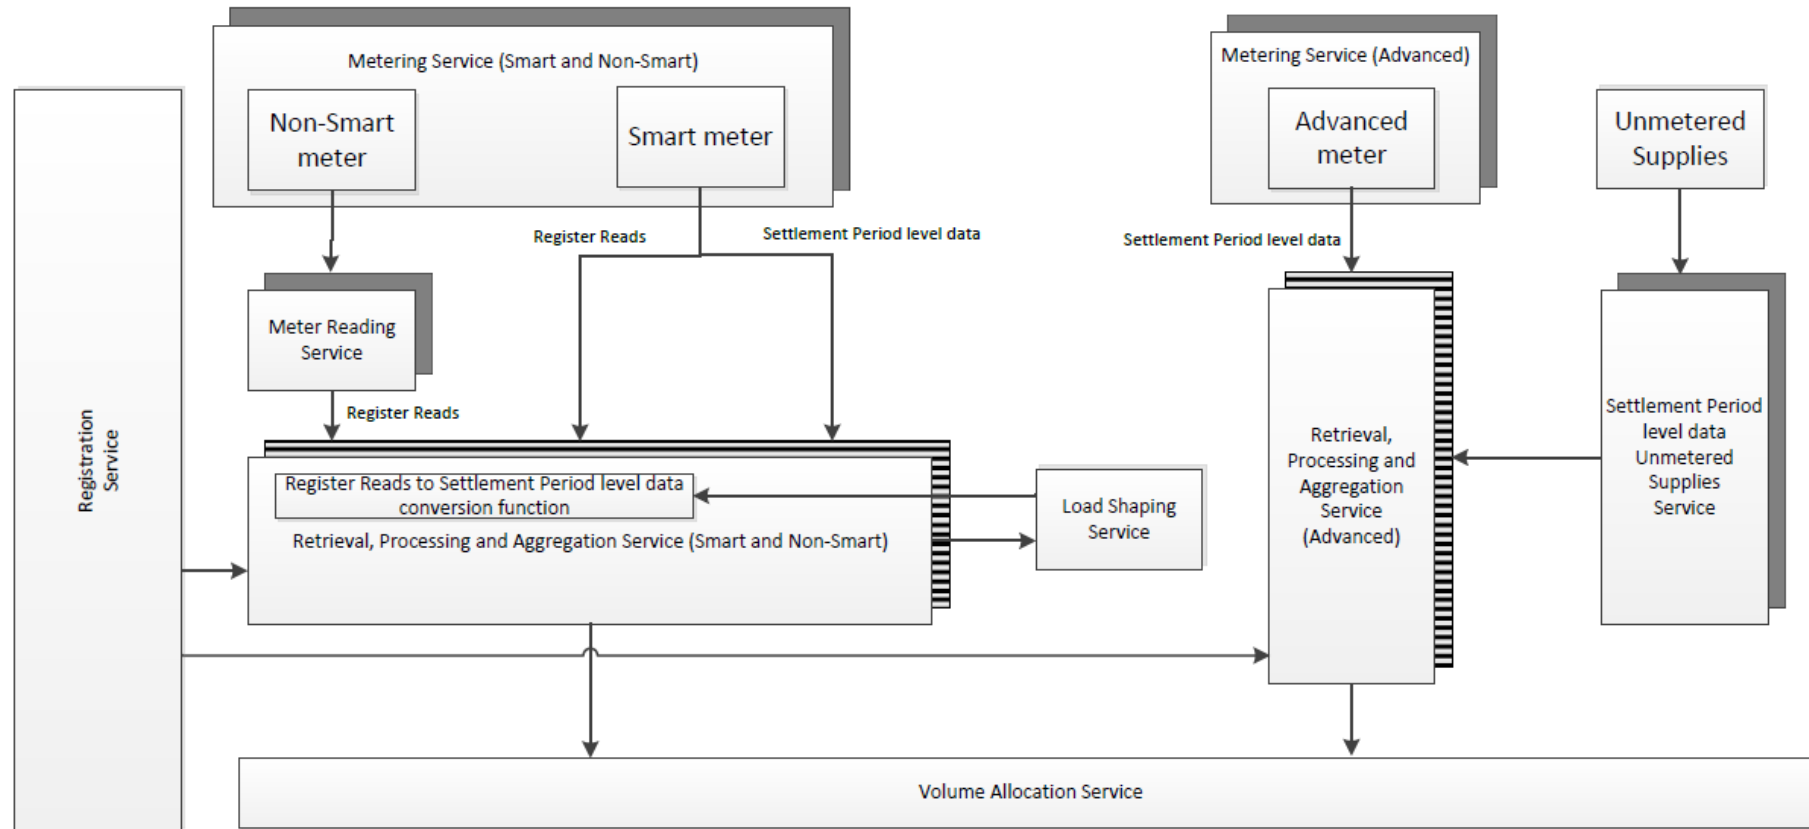 Metering Service (Smart and Non-Smart)
Metering Service (Advanced)
Non-Smart
meter
Smart meter
Advanced
meter
Unmetered
Supplies
Register Reads
Settlement Period level data
Settlement Period level data
Meter Reading
Service
Register Reads
Registration
Service
Register Reads to Settlement Period level data
conversion function
Retrieval, Processing and Aggregation Service (Smart and Non-Smart)
Load Shaping
Service
Retrieval,
Processing and
Aggregation
Service
(Advanced)
Settlement Period
level data
Unmetered
Supplies
Service
Volume Allocation Service